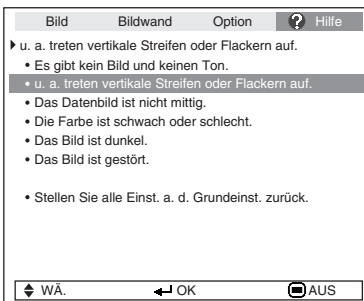 Bild Bildwand Option ? Hilfe
u. a. treten vertikale Streifen oder Flackern auf.
• Es gibt kein Bild und keinen Ton.
• u. a. treten vertikale Streifen oder Flackern auf.
• Das Datenbild ist nicht mittig.
• Die Farbe ist schwach oder schlecht.
• Das Bild ist dunkel.
• Das Bild ist gestört.
• Stellen Sie alle Einst. a. d. Grundeinst. zurück.
WÄ. OK AUS